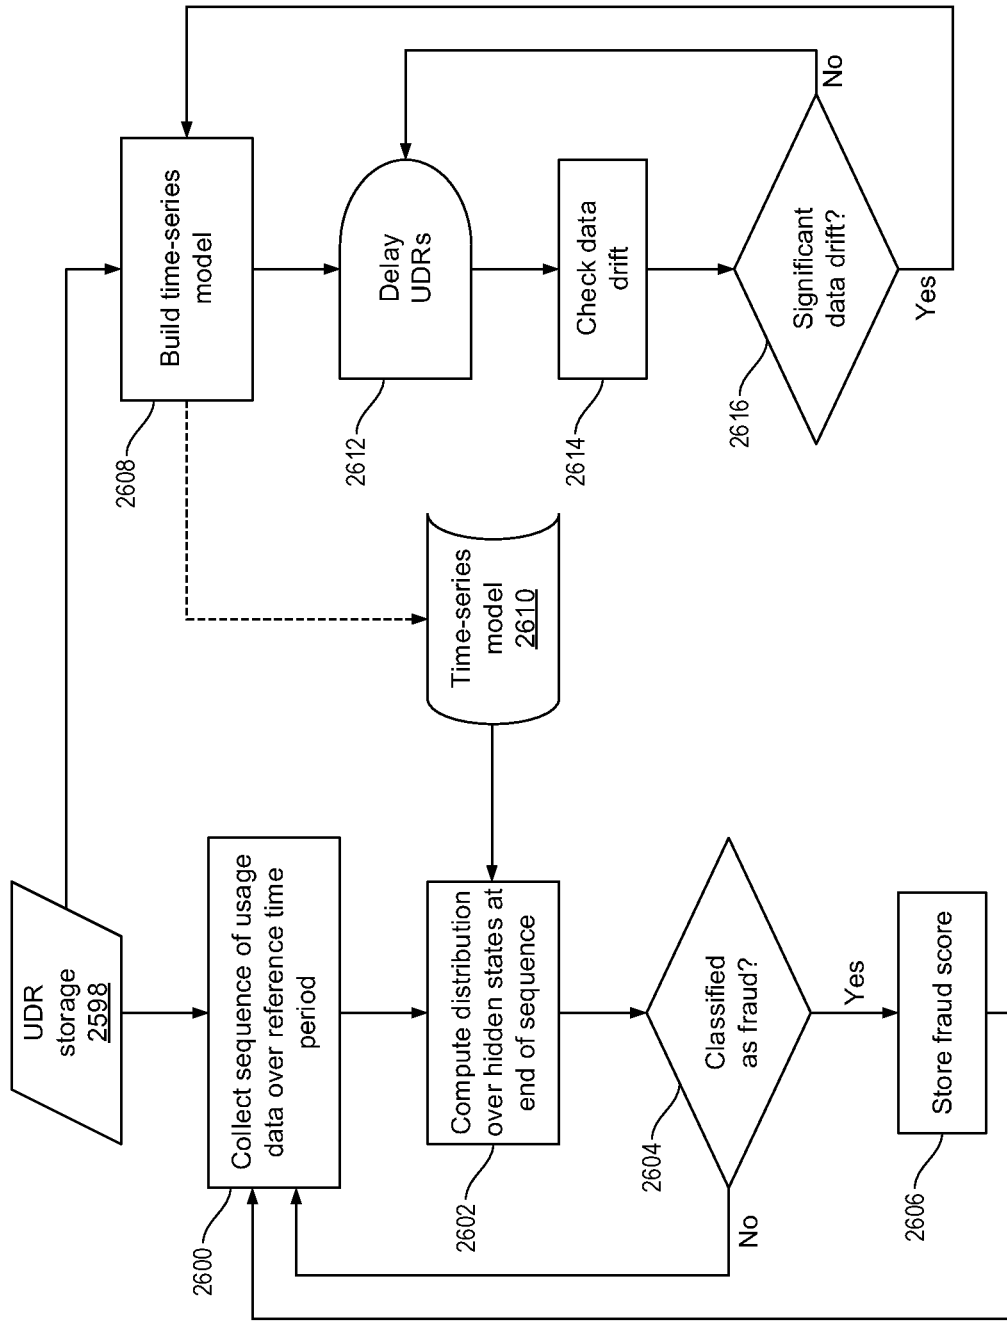 UDR
storage
2598
2600
Collect sequence of usage
data over reference time
period
2602
Compute distribution
over hidden states at
end of sequence
2604
Classified
as fraud?
No
Yes
2606
Store fraud score
Time-series
model
2610
2608
Build time-series
model
2612
Delay
UDRs
2614
Check data
drift
2616
Significant
data drift?
No
Yes